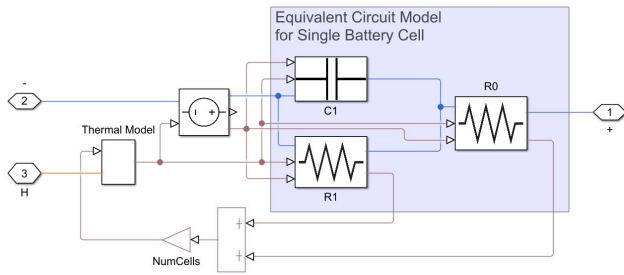 Equivalent Circuit Model
for Single Battery Cell
-
2
C1
R0
1
+
Thermal Model
- +
3
H
R1
+
+
NumCells